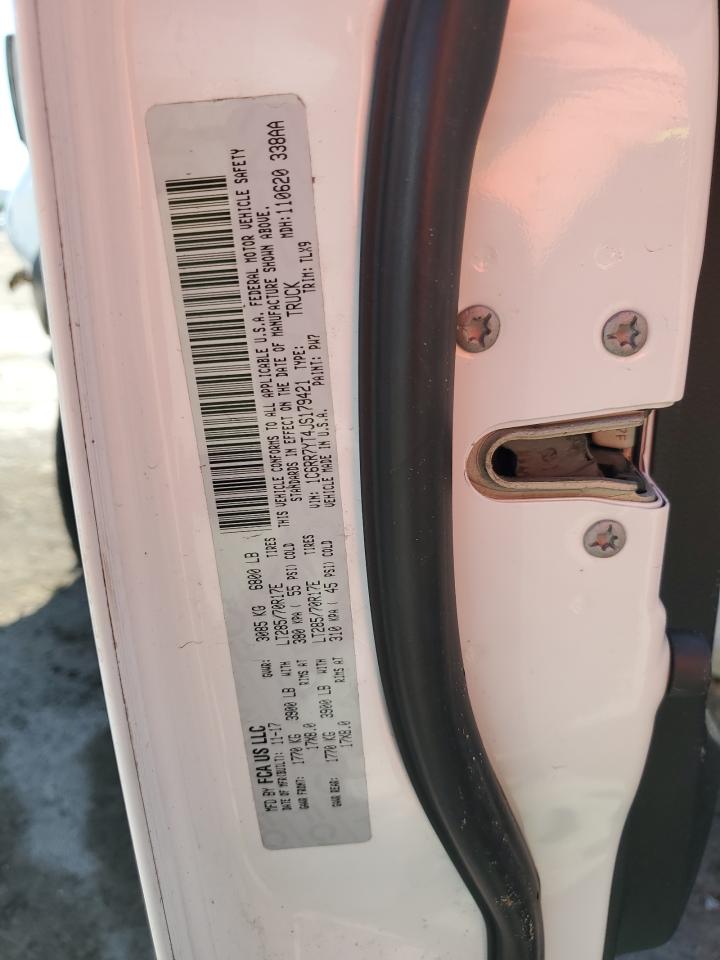 MFD BY FCA US LLC
DATE OF MFR(BUILT): 11-17 GVWR: 3085 KG 6800 LB
GAWR FRONT: 1770 KG 3900 LB WITH LT285/70R17E TIRES
17X8.0 RIMS AT 380 KPA ( 55 PSI) COLD
GAWR REAR: 1770 KG 3900 LB WITH LT285/70R17E TIRES
17X8.0 RIMS AT 310 KPA ( 45 PSI) COLD
THIS VEHICLE CONFORMS TO ALL APPLICABLE U.S.A. FEDERAL MOTOR VEHICLE SAFETY
STANDARDS IN EFFECT ON THE DATE OF MANUFACTURE SHOWN ABOVE.
VIN: 1C6RR7YT4JS179421 TYPE: TRUCK MDH:110620 338AA
VEHICLE MADE IN U.S.A. PAINT: PW7 TRIM: TLX9